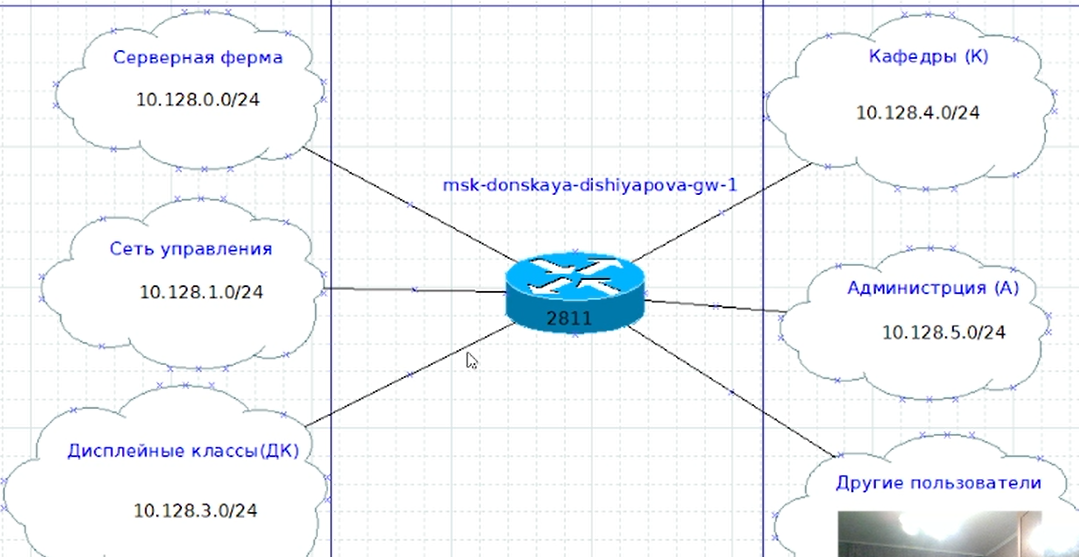 Серверная ферма
10.128.0.0/24
Кафедры (К)
10.128.4.0/24
msk-donskaya-dishiyapova-gw-1
Сеть управления
10.128.1.0/24
2811
Администрция (А)
10.128.5.0/24
Дисплейные классы(ДК)
10.128.3.0/24
Другие пользователи